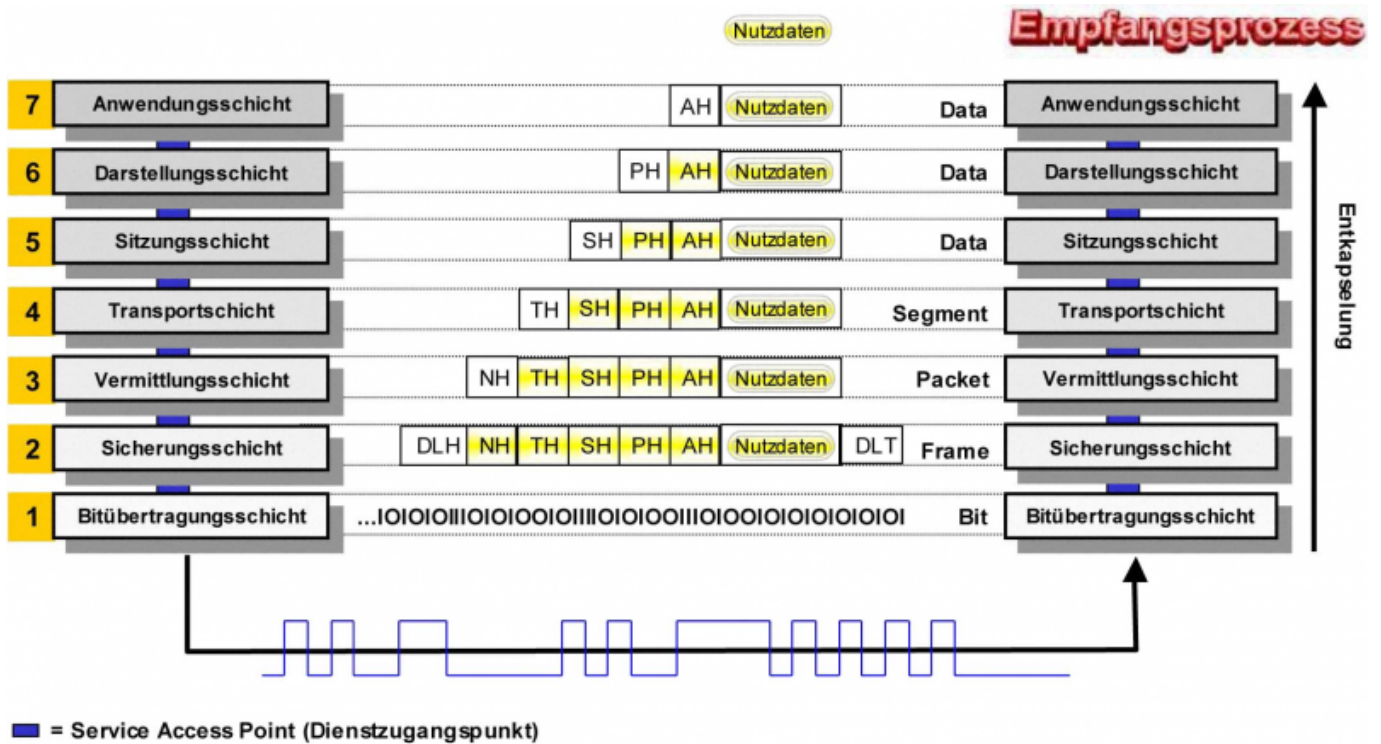 Nutzdaten
Empfangsprozess
7 Anwendungsschicht AH Nutzdaten Data Anwendungsschicht
6 Darstellungsschicht PH AH Nutzdaten Data Darstellungsschicht
5 Sitzungsschicht SH PH AH Nutzdaten Data Sitzungsschicht
4 Transportschicht TH SH PH AH Nutzdaten Segment Transportschicht
3 Vermittlungsschicht NH TH SH PH AH Nutzdaten Packet Vermittlungsschicht
2 Sicherungsschicht DLH NH TH SH PH AH Nutzdaten DLT Frame Sicherungsschicht
1 Bitübertragungsschicht Bit Bitübertragungsschicht
Entkapselung
= Service Access Point (Dienstzugangspunkt)